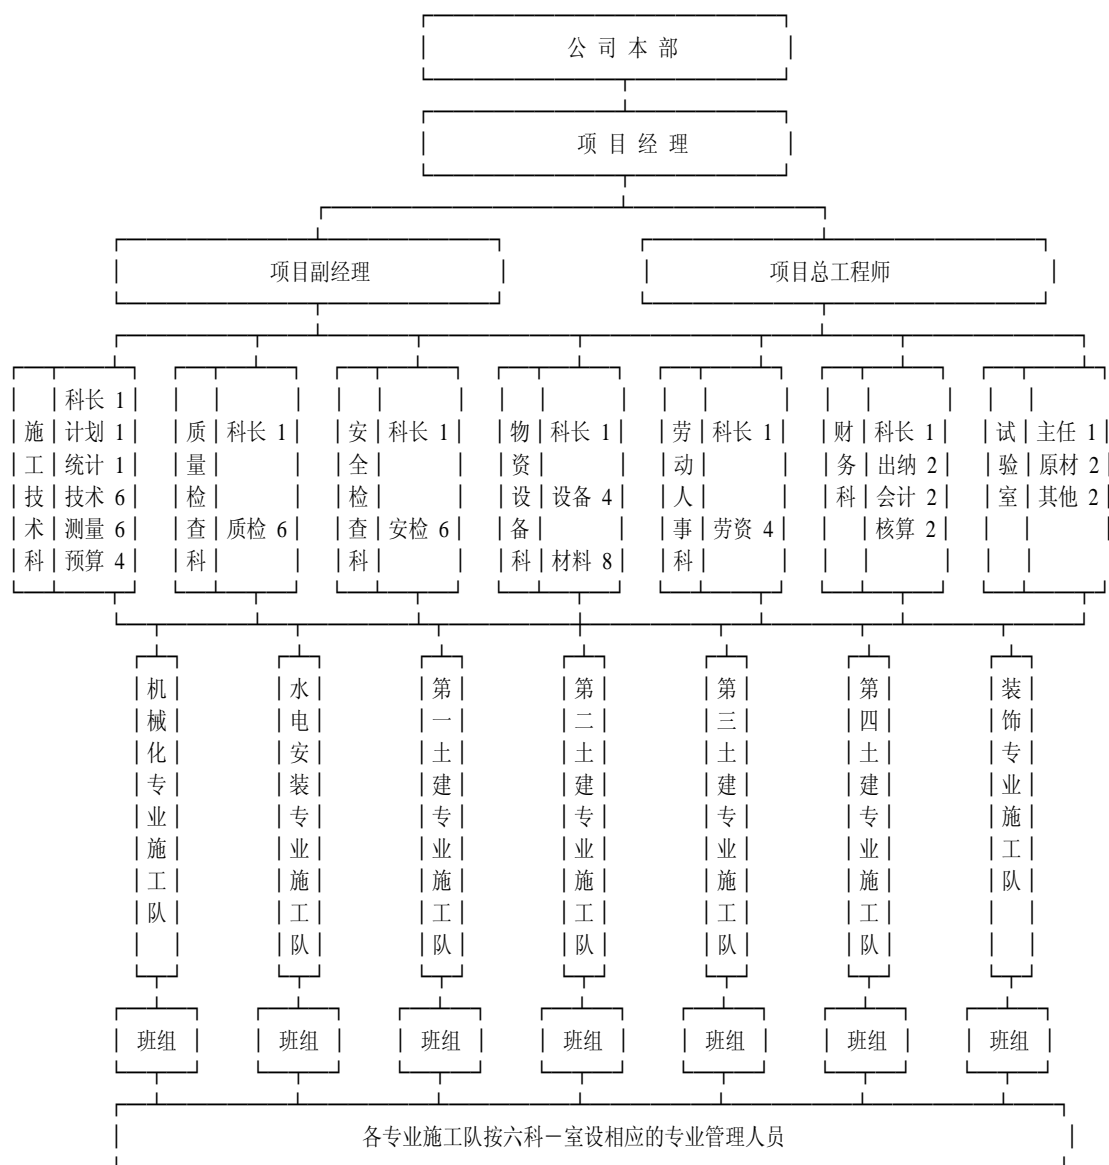 公 司 本 部
项 目 经 理
项目副经理
项目总工程师
施工技术科
科长 1
计划 1
统计 1
技术 6
测量 6
预算 4
质量检查科
科长 1
质检 6
安全检查科
科长 1
安检 6
物资设备科
科长 1
设备 4
材料 8
劳动人事科
科长 1
劳资 4
财务科
科长 1
出纳 2
会计 2
核算 2
试验室
主任 1
原材 2
其他 2
机械化专业施工队
水电安装专业施工队
第一土建专业施工队
第二土建专业施工队
第三土建专业施工队
第四土建专业施工队
装饰专业施工队
班组
班组
班组
班组
班组
班组
班组
各专业施工队按六科－室设相应的专业管理人员